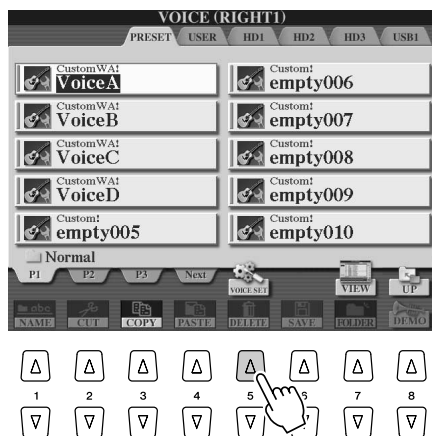 VOICE (RIGHT1)
PRESET USER HD1 HD2 HD3 USB1
CustomWA!
VoiceA
Custom!
empty006
CustomWA!
VoiceB
Custom!
empty007
CustomWA!
VoiceC
Custom!
empty008
CustomWA!
VoiceD
Custom!
empty009
Custom!
empty005
Custom!
empty010
Normal
P1 P2 P3 Next
VOICE SET VIEW UP
abc
NAME CUT COPY PASTE DELETE SAVE FOLDER DEMO
1 2 3 4 5 6 7 8